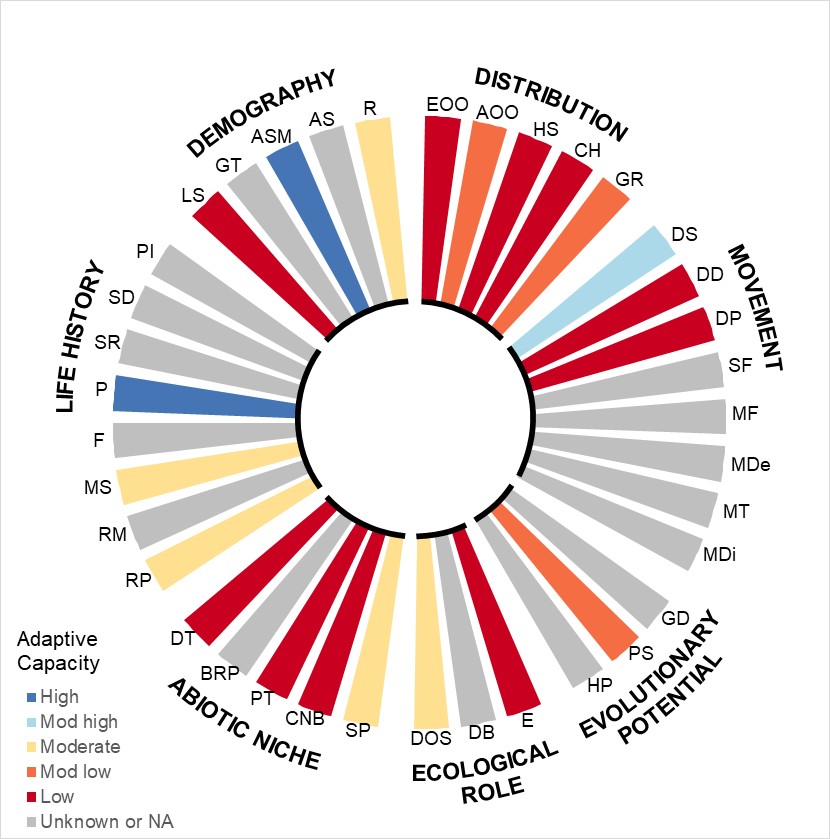 DISTRIBUTION
EOO
AOO
HS
CH
GR
MOVEMENT
DS
DD
DP
SF
MF
MDe
MT
MDi
EVOLUTIONARY
POTENTIAL
GD
PS
HP
ECOLOGICAL
ROLE
E
DB
DOS
ABIOTIC NICHE
SP
CNB
PT
BRP
DT
LIFE HISTORY
RP
RM
MS
F
P
SR
SD
PI
DEMOGRAPHY
LS
GT
ASM
AS
R
Adaptive
Capacity
High
Mod high
Moderate
Mod low
Low
Unknown or NA